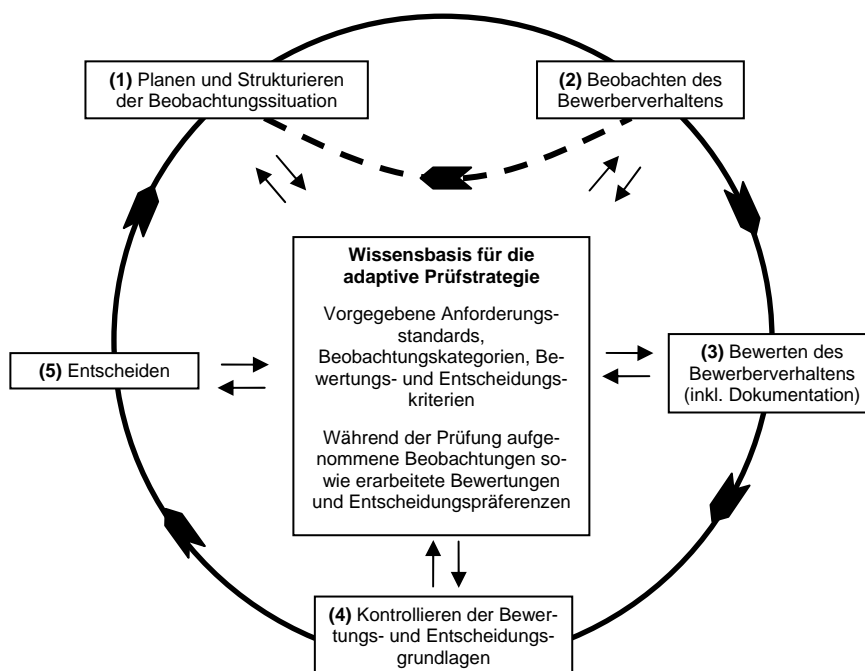 (1) Planen und Strukturieren
der Beobachtungssituation
(2) Beobachten des
Bewerberverhaltens
Wissensbasis für die
adaptive Prüfstrategie
Vorgegebene Anforderungs-
standards,
Beobachtungskategorien, Be-
wertungs- und Entscheidungs-
kriterien
Während der Prüfung aufge-
nommene Beobachtungen so-
wie erarbeitete Bewertungen
und Entscheidungspräferenzen
(3) Bewerten des
Bewerberverhaltens
(inkl. Dokumentation)
(4) Kontrollieren der Bewer-
tungs- und Entscheidungs-
grundlagen
(5) Entscheiden